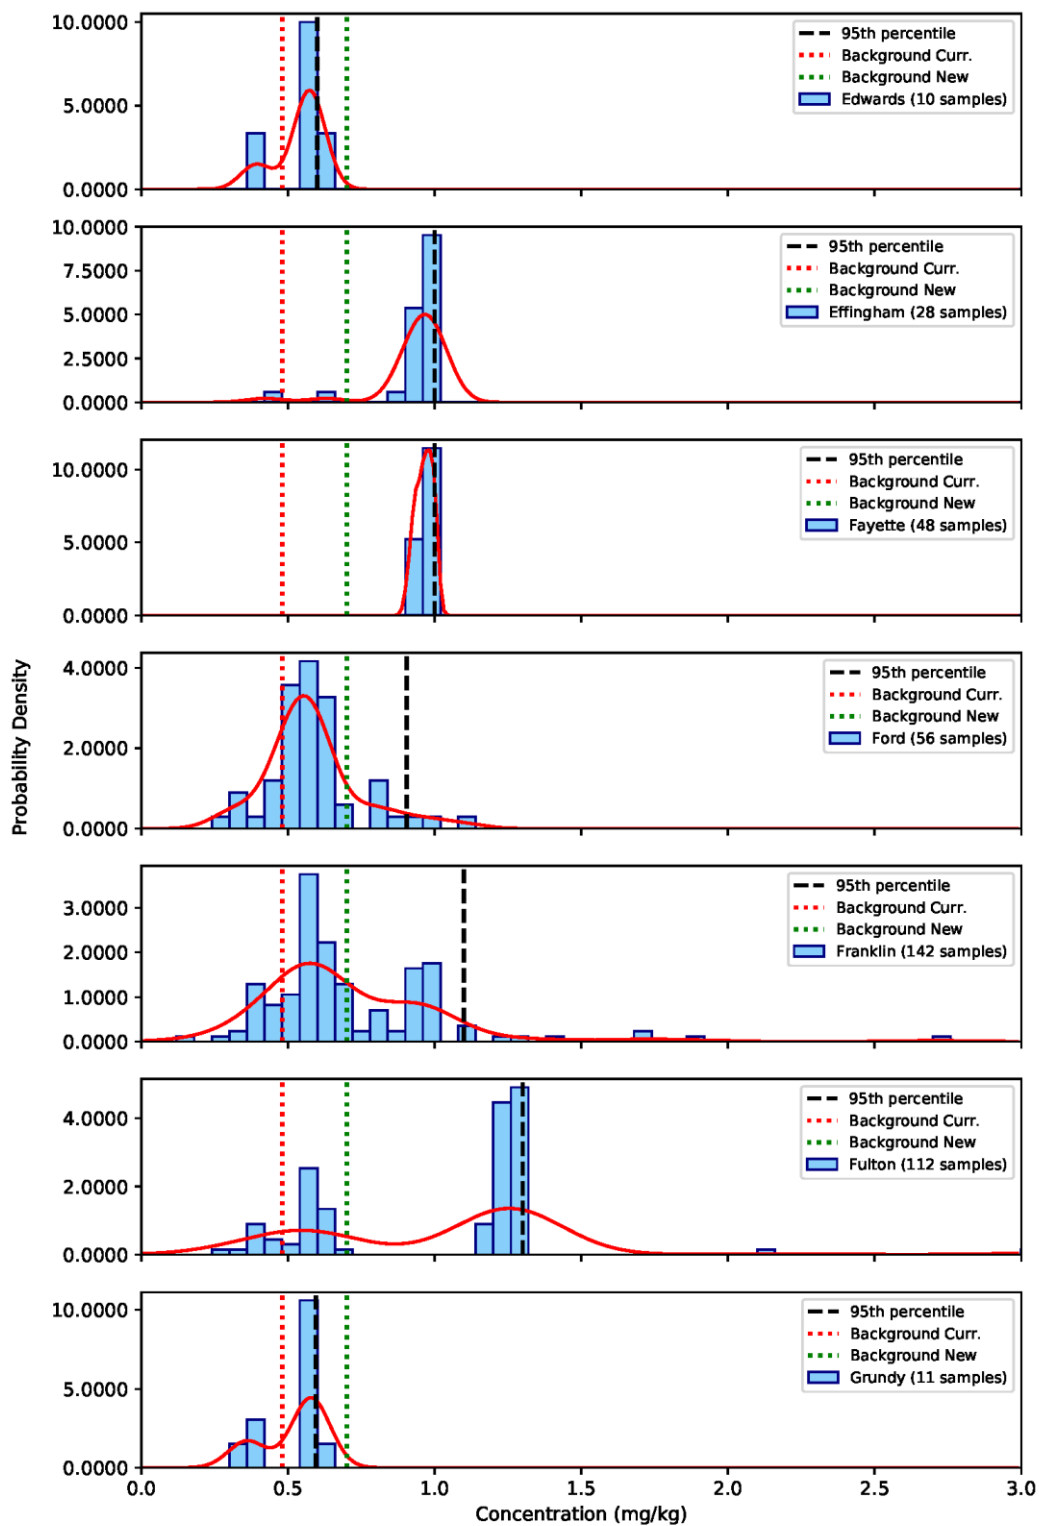 10.0000
5.0000
0.0000
95th percentile
Background Curr.
Background New
Edwards (10 samples)
10.0000
7.5000
5.0000
2.5000
0.0000
95th percentile
Background Curr.
Background New
Effingham (28 samples)
10.0000
5.0000
0.0000
95th percentile
Background Curr.
Background New
Fayette (48 samples)
Probability Density
4.0000
2.0000
0.0000
95th percentile
Background Curr.
Background New
Ford (56 samples)
3.0000
2.0000
1.0000
0.0000
95th percentile
Background Curr.
Background New
Franklin (142 samples)
4.0000
2.0000
0.0000
95th percentile
Background Curr.
Background New
Fulton (112 samples)
10.0000
5.0000
0.0000
95th percentile
Background Curr.
Background New
Grundy (11 samples)
0.0 0.5 1.0 1.5 2.0 2.5 3.0
Concentration (mg/kg)